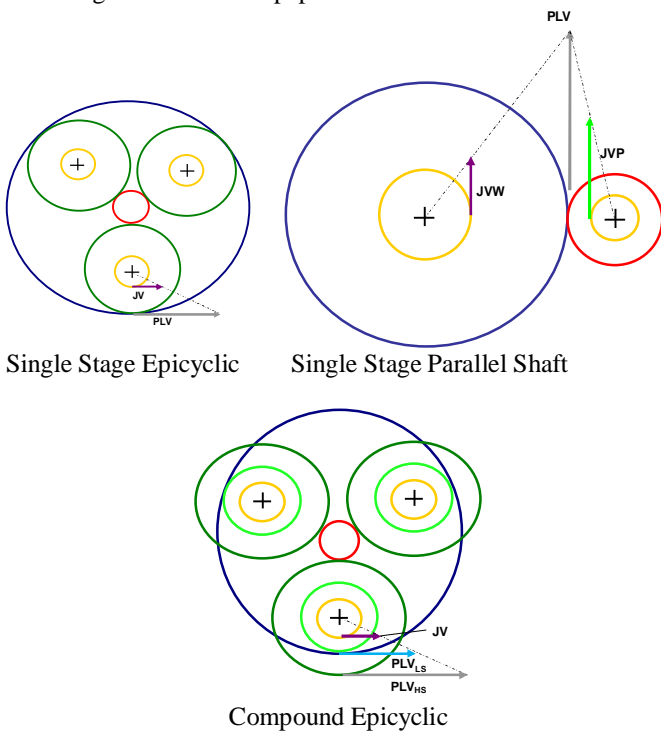 PLV
JVP
JVW
JV
PLV
Single Stage Epicyclic
Single Stage Parallel Shaft
JV
PLVLS
PLVHS
Compound Epicyclic